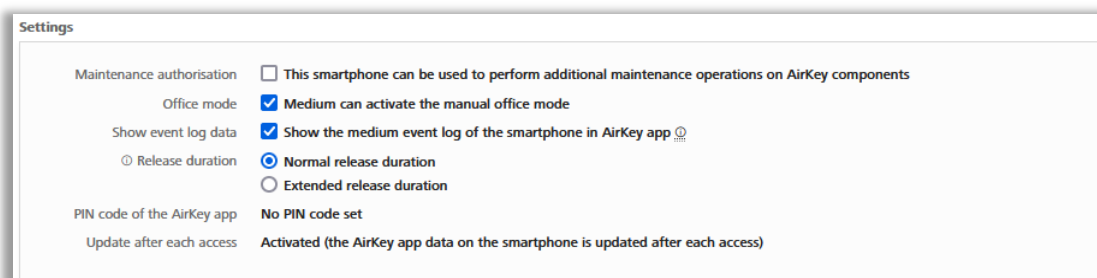 Settings
Maintenance authorisation This smartphone can be used to perform additional maintenance operations on AirKey components
Office mode Medium can activate the manual office mode
Show event log data Show the medium event log of the smartphone in AirKey app ⓘ
ⓘ Release duration Normal release duration
Extended release duration
PIN code of the AirKey app No PIN code set
Update after each access Activated (the AirKey app data on the smartphone is updated after each access)